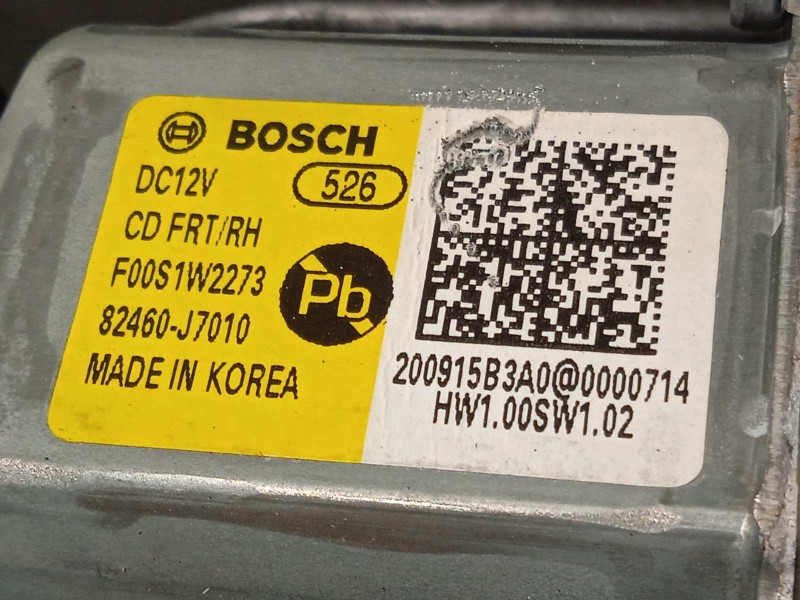 BOSCH
DC12V 526
CD FRT/RH
F00S1W2273
82460-J7010
MADE IN KOREA
Pb
200915B3A0@0000714
HW1.00SW1.02